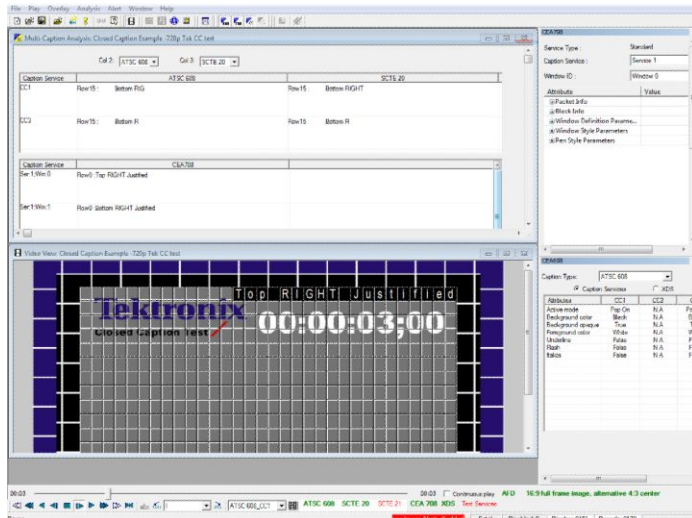 File Play Overlay Analysis Alert Window Help
Multi-Caption Analysis: Closed Caption Example -720p Tek CC test
Col 2: ATSC 608 Col 3: SCTE 20
Caption Service ATSC 608 SCTE 20
CC1 Row15 : Bottom RIG Row15 : Bottom RIGHT
CC3 Row15 : Bottom R Row15 : Bottom R
Caption Service CEA708
Ser:1;Win:0 Row0: Top RIGHT Justified
Ser:1;Win:1 Row0: Bottom RIGHT Justified
Video View: Closed Caption Example -720p Tek CC test
Top RIGHT Justified
Tektronix
Closed Caption Test
00:00:03;00
CEA708
Service Type : Standard
Caption Service : Service 1
Window ID : Window 0
Attribute Value
Packet Info
Block Info
Window Definition Parame...
Window Style Parameters
Pen Style Parameters
Caption Type: ATSC 608
Caption Services XDS
Attributes CC1 CC2
Active mode Pop On N.A
Background color Black N.A
Background opaque True N.A
Foreground color White N.A
Underline False N.A
Flash False N.A
Italics False N.A
00:03 00:03 Continuous play AFD 16:9 full frame image, alternative 4:3 center
ATSC 608_CC1 ATSC 608 SCTE 20 SCTE 21 CEA 708 XDS Text Services